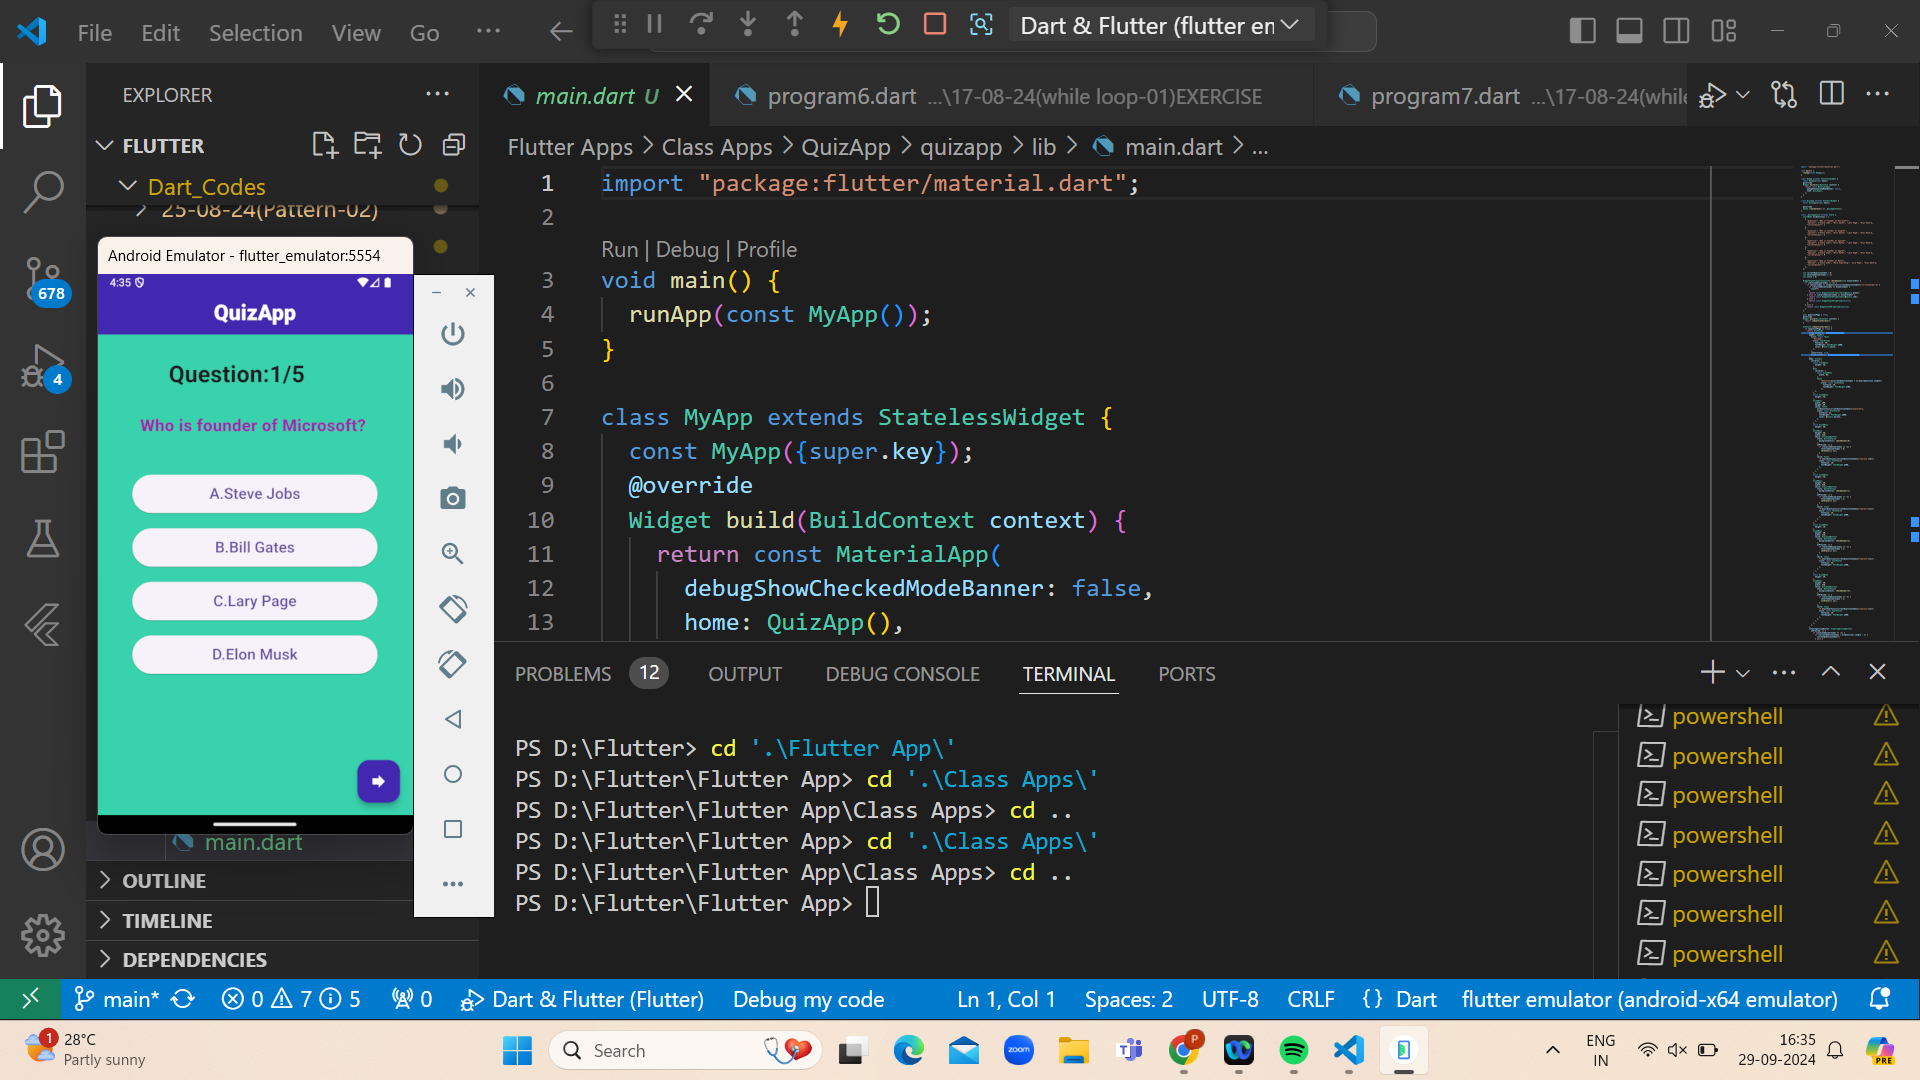 File Edit Selection View Go ...
Dart & Flutter (flutter en
EXPLORER
FLUTTER
Dart_Codes
25-08-24(Pattern-02)
main.dart
OUTLINE
TIMELINE
DEPENDENCIES
678
4
main.dart U
program6.dart ...\17-08-24(while loop-01)EXERCISE
program7.dart ...\17-08-24(while
Flutter Apps > Class Apps > QuizApp > quizapp > lib > main.dart > ...
1 import "package:flutter/material.dart";
2
Run | Debug | Profile
3 void main() {
4 runApp(const MyApp());
5 }
6
7 class MyApp extends StatelessWidget {
8 const MyApp({super.key});
9 @override
10 Widget build(BuildContext context) {
11 return const MaterialApp(
12 debugShowCheckedModeBanner: false,
13 home: QuizApp(),
Android Emulator - flutter_emulator:5554
4:35
QuizApp
Question:1/5
Who is founder of Microsoft?
A.Steve Jobs
B.Bill Gates
C.Lary Page
D.Elon Musk
PROBLEMS 12 OUTPUT DEBUG CONSOLE TERMINAL PORTS
PS D:\Flutter> cd '.\Flutter App\'
PS D:\Flutter\Flutter App> cd '.\Class Apps\'
PS D:\Flutter\Flutter App\Class Apps> cd ..
PS D:\Flutter\Flutter App> cd '.\Class Apps\'
PS D:\Flutter\Flutter App\Class Apps> cd ..
PS D:\Flutter\Flutter App>
powershell
powershell
powershell
powershell
powershell
powershell
powershell
main* 0 7 5 0 Dart & Flutter (Flutter) Debug my code Ln 1, Col 1 Spaces: 2 UTF-8 CRLF {} Dart flutter emulator (android-x64 emulator)
1
28°C
Partly sunny
Search
zoom
P
ENG
IN
16:35
29-09-2024
PRE